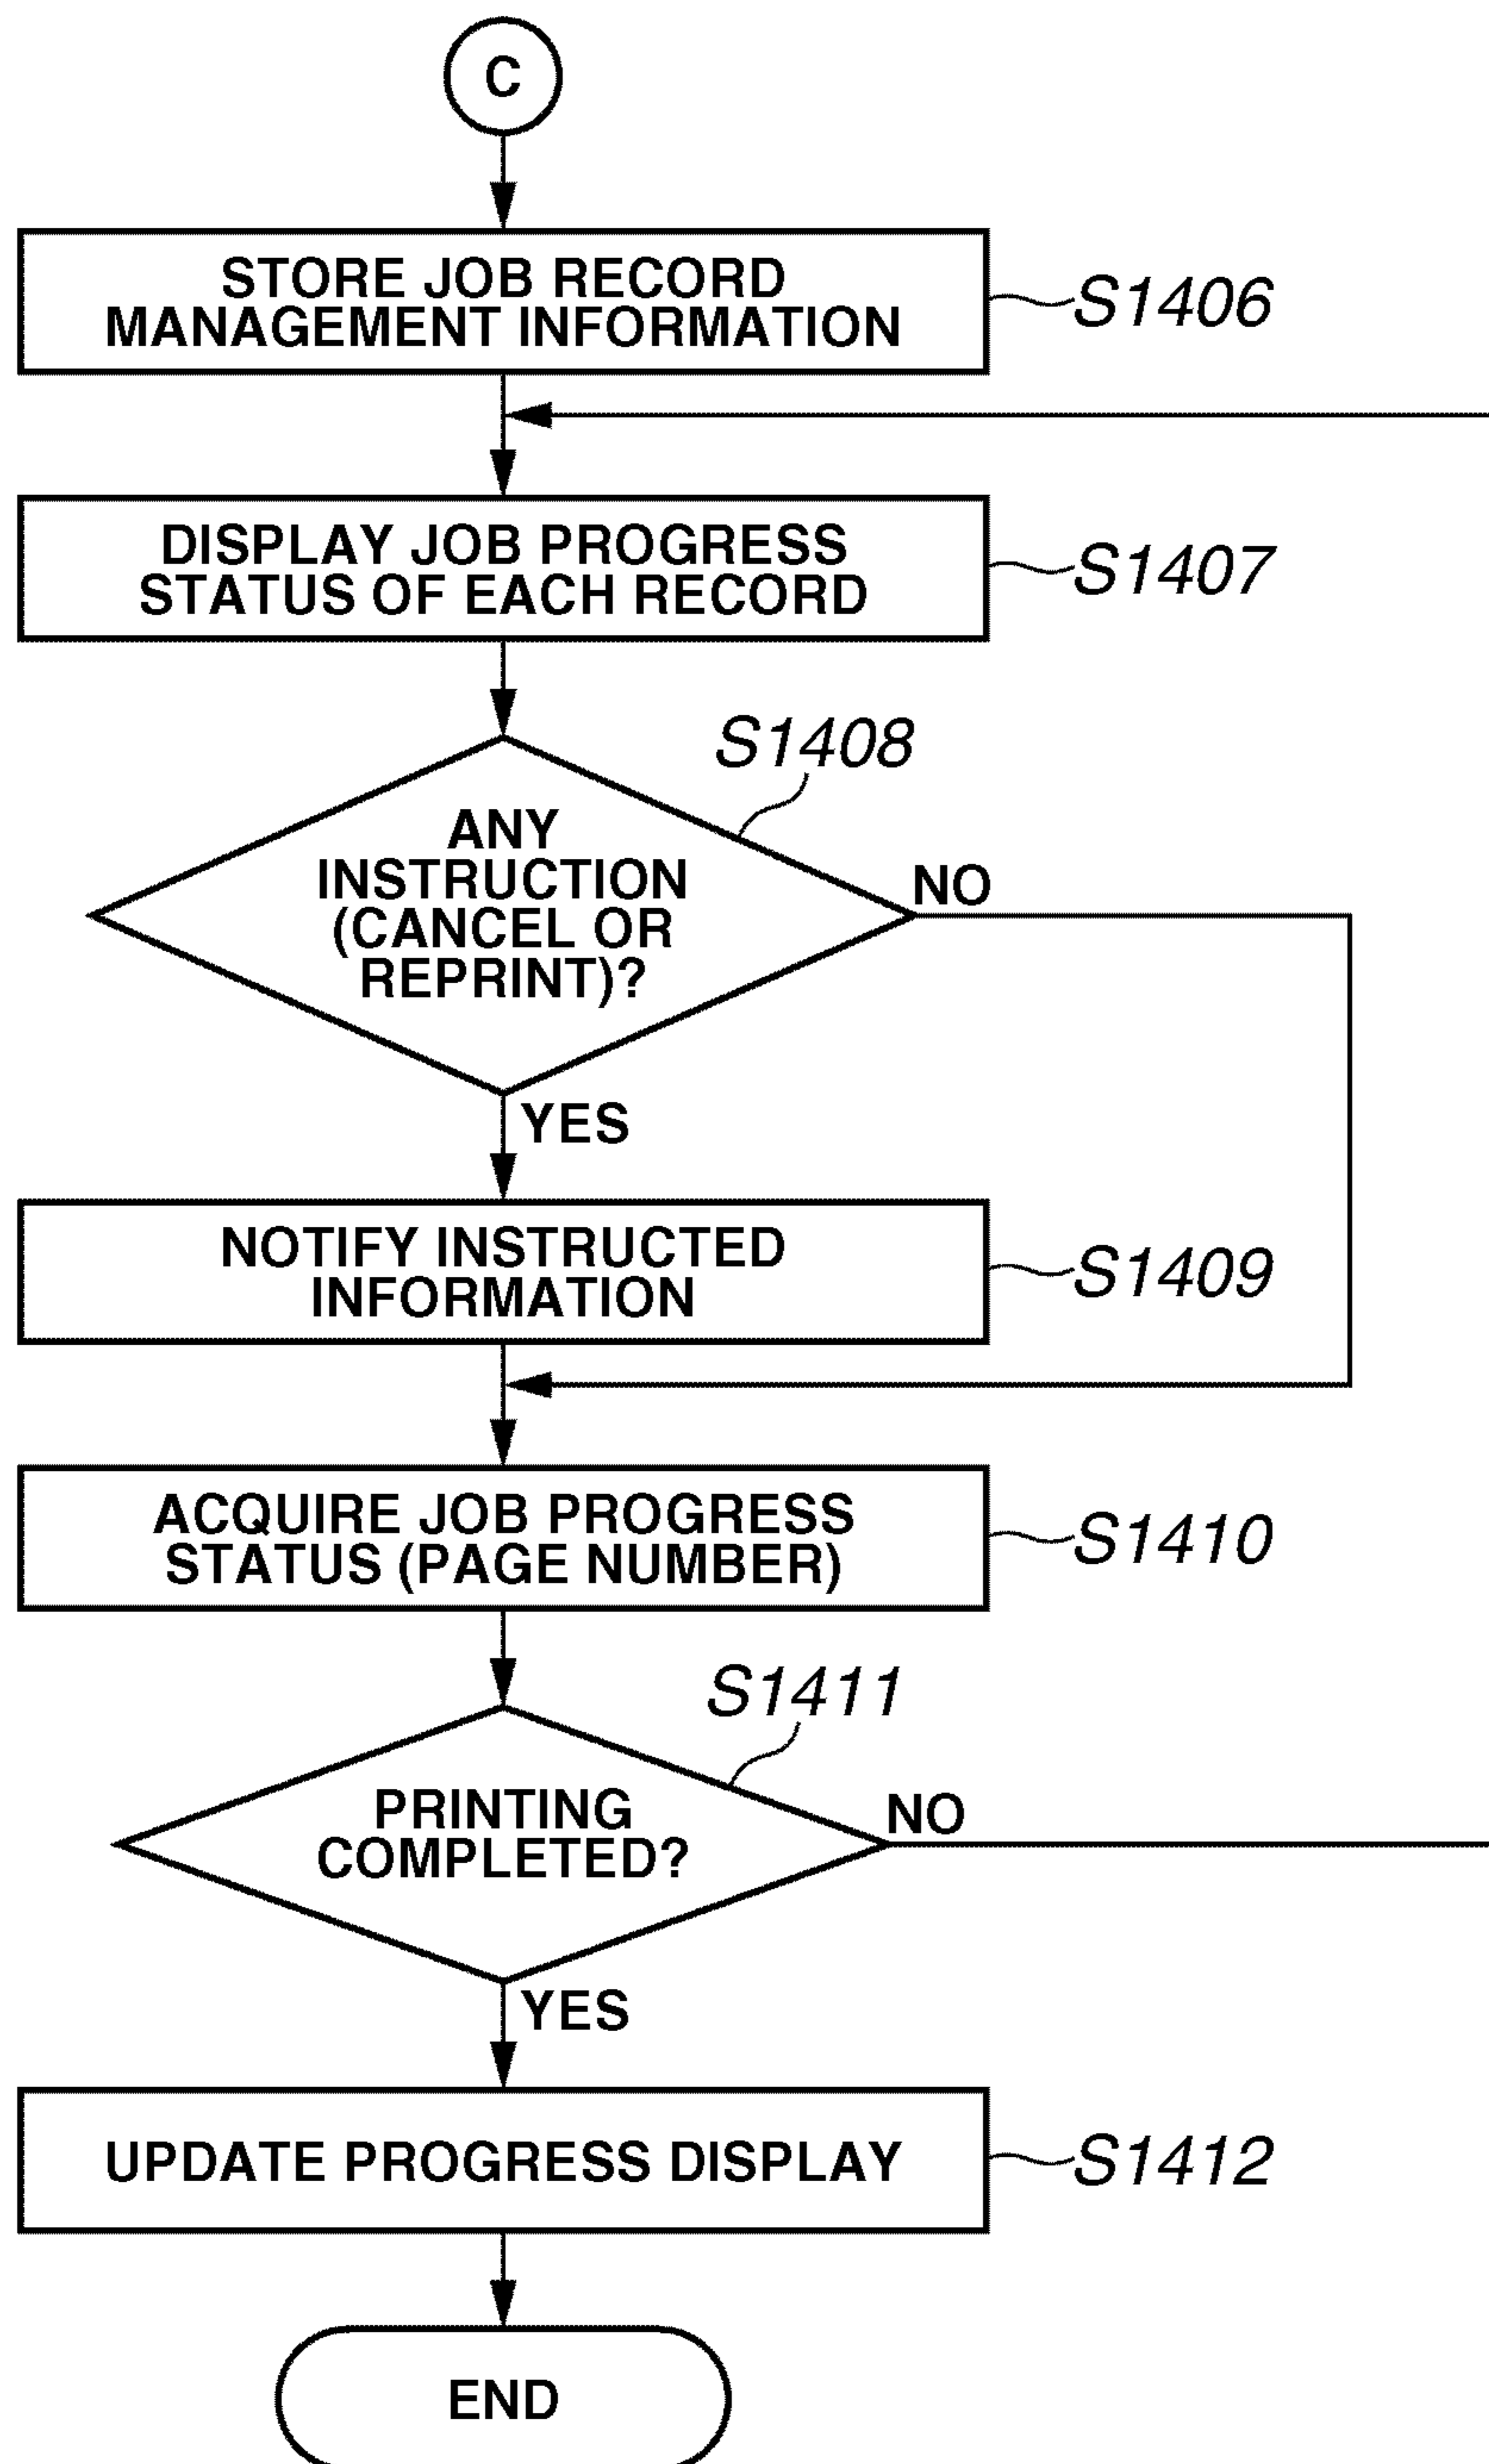 C
STORE JOB RECORD
MANAGEMENT INFORMATION
S1406
DISPLAY JOB PROGRESS
STATUS OF EACH RECORD
S1407
S1408
ANY
INSTRUCTION
(CANCEL OR
REPRINT)?
NO
YES
NOTIFY INSTRUCTED
INFORMATION
S1409
ACQUIRE JOB PROGRESS
STATUS (PAGE NUMBER)
S1410
S1411
PRINTING
COMPLETED?
NO
YES
UPDATE PROGRESS DISPLAY
S1412
END